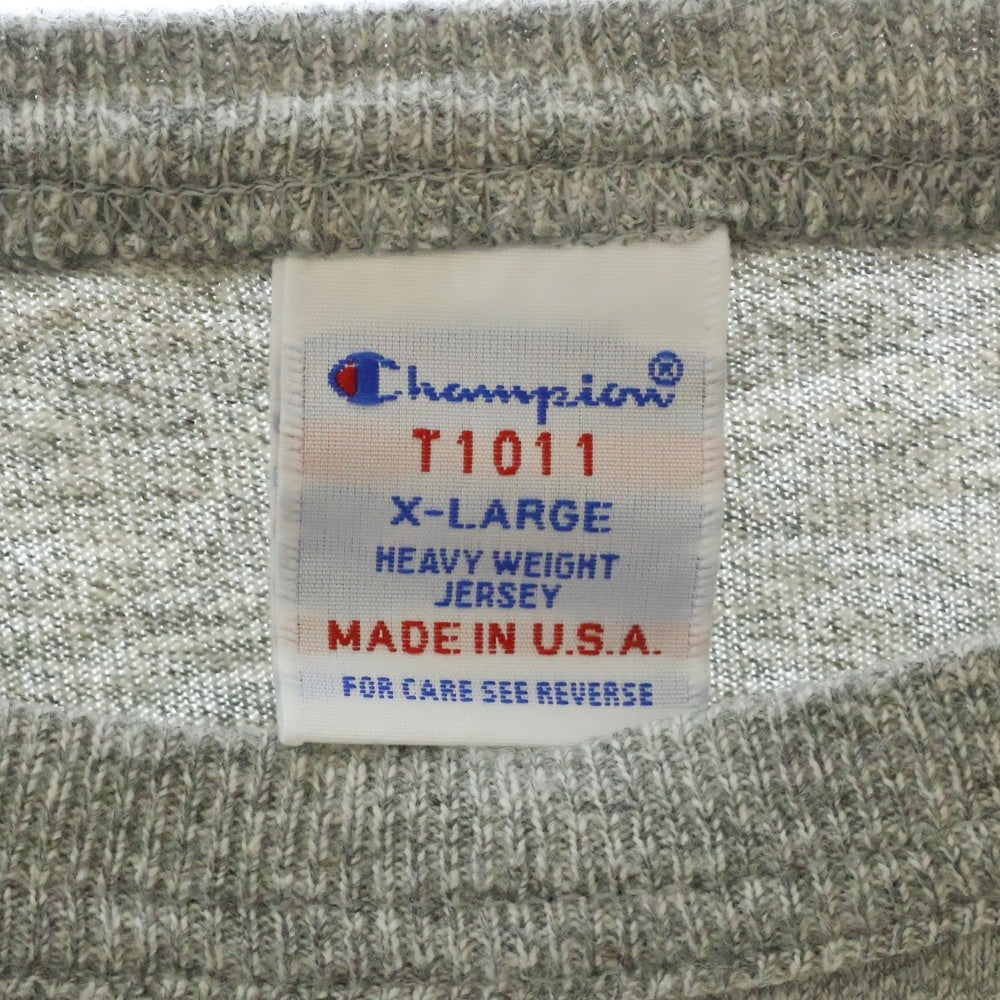 Champion®
T1011
X-LARGE
HEAVY WEIGHT
JERSEY
MADE IN U.S.A.
FOR CARE SEE REVERSE